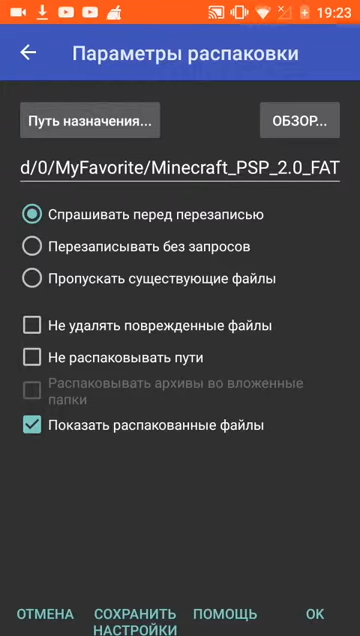 19:23
Параметры распаковки
Путь назначения...
ОБЗОР...
d/0/MyFavorite/Minecraft_PSP_2.0_FAT
Спрашивать перед перезаписью
Перезаписывать без запросов
Пропускать существующие файлы
Не удалять поврежденные файлы
Не распаковывать пути
Распаковывать архивы во вложенные
папки
Показать распакованные файлы
ОТМЕНА
СОХРАНИТЬ
НАСТРОЙКИ
ПОМОЩЬ
OK